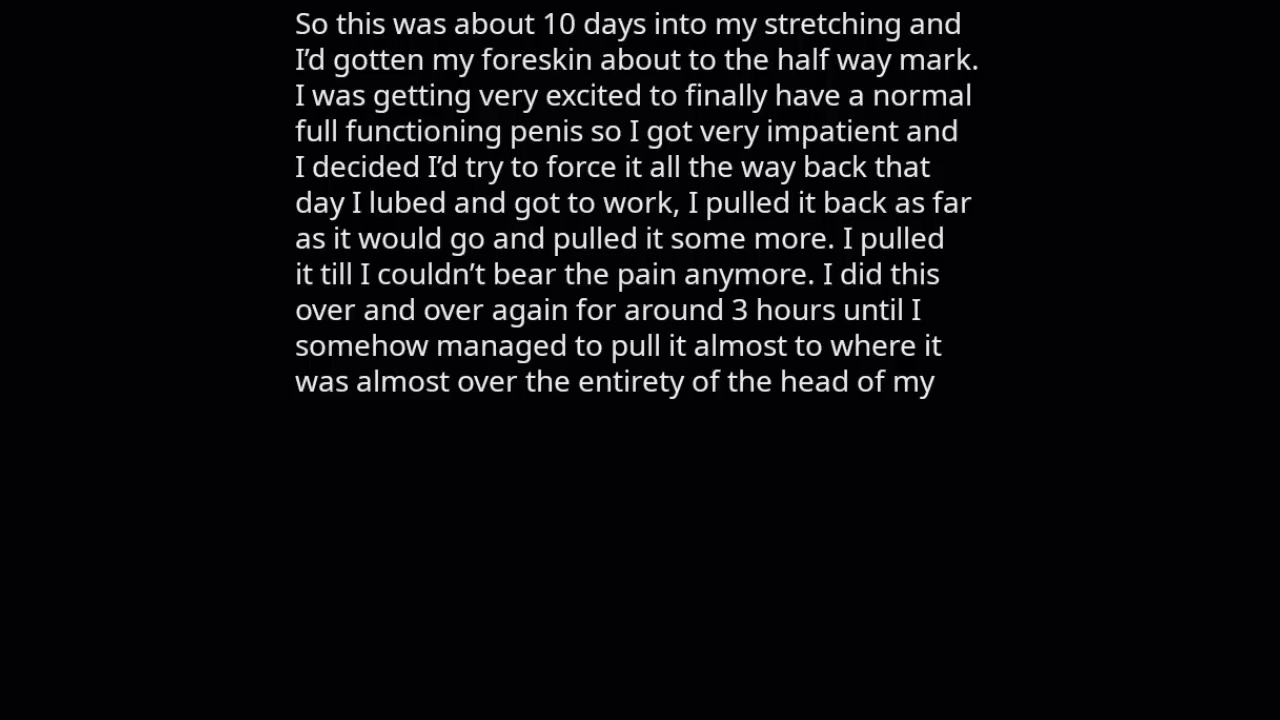 So this was about 10 days into my stretching and
I’d gotten my foreskin about to the half way mark.
I was getting very excited to finally have a normal
full functioning penis so I got very impatient and
I decided I’d try to force it all the way back that
day I lubed and got to work, I pulled it back as far
as it would go and pulled it some more. I pulled
it till I couldn’t bear the pain anymore. I did this
over and over again for around 3 hours until I
somehow managed to pull it almost to where it
was almost over the entirety of the head of my